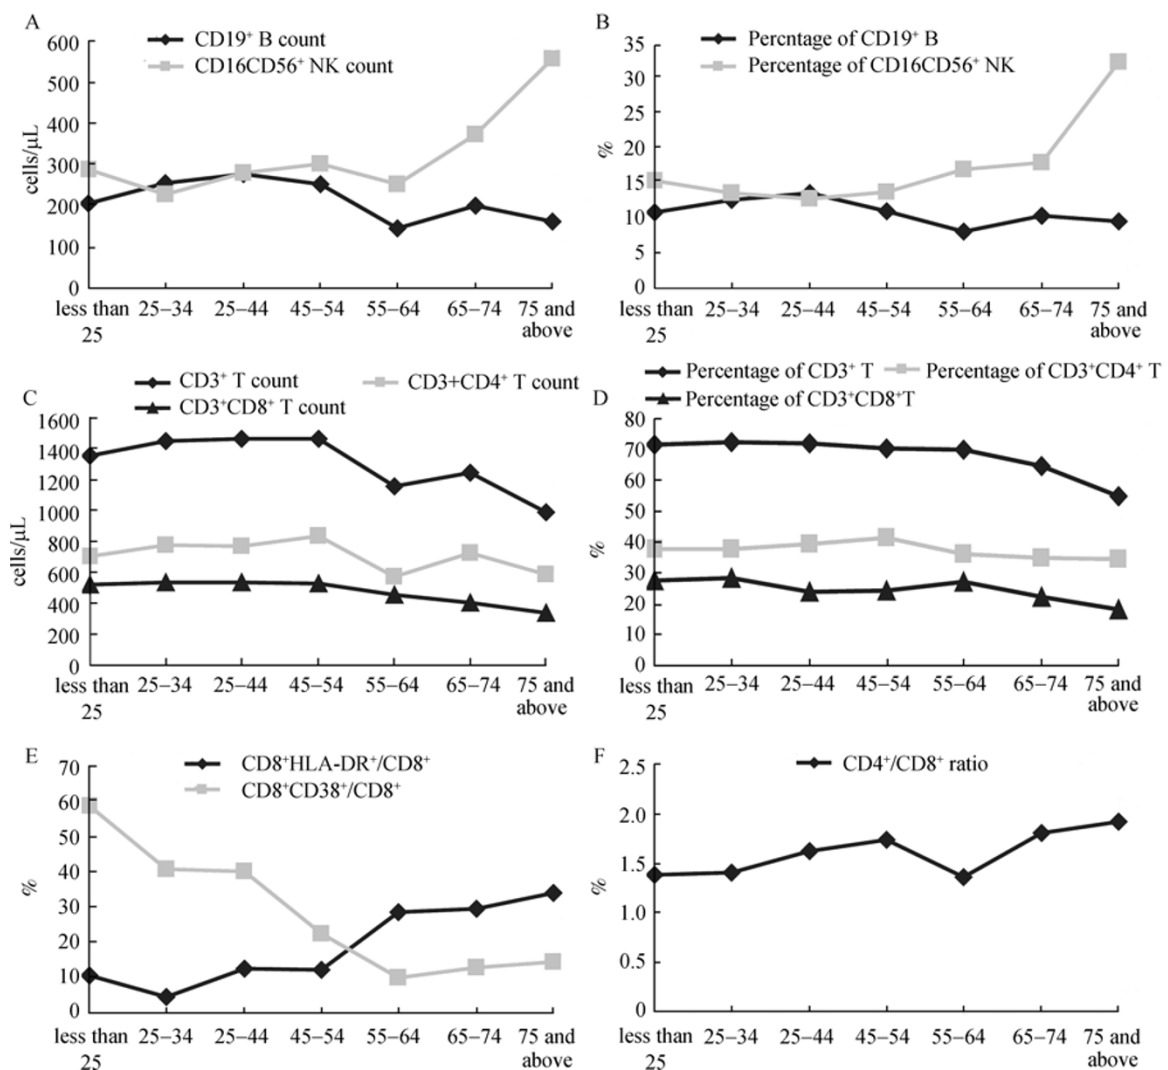 A
CD19⁺ B count
CD16CD56⁺ NK count
cells/μL
600
500
400
300
200
100
0
less than 25
25–34
25–44
45–54
55–64
65–74
75 and above
B
Percntage of CD19⁺ B
Percentage of CD16CD56⁺ NK
%
35
30
25
20
15
10
5
0
less than 25
25–34
25–44
45–54
55–64
65–74
75 and above
C
CD3⁺ T count
CD3+CD4⁺ T count
CD3⁺CD8⁺ T count
cells/μL
1600
1400
1200
1000
800
600
400
200
0
less than 25
25–34
25–44
45–54
55–64
65–74
75 and above
D
Percentage of CD3⁺ T
Percentage of CD3⁺CD4⁺ T
Percentage of CD3⁺CD8⁺T
%
80
70
60
50
40
30
20
10
0
less than 25
25–34
25–44
45–54
55–64
65–74
75 and above
E
CD8⁺HLA-DR⁺/CD8⁺
CD8⁺CD38⁺/CD8⁺
%
70
60
50
40
30
20
10
0
less than 25
25–34
25–44
45–54
55–64
65–74
75 and above
F
CD4⁺/CD8⁺ ratio
%
2.5
2.0
1.5
1.0
0.5
0
less than 25
25–34
25–44
45–54
55–64
65–74
75 and above